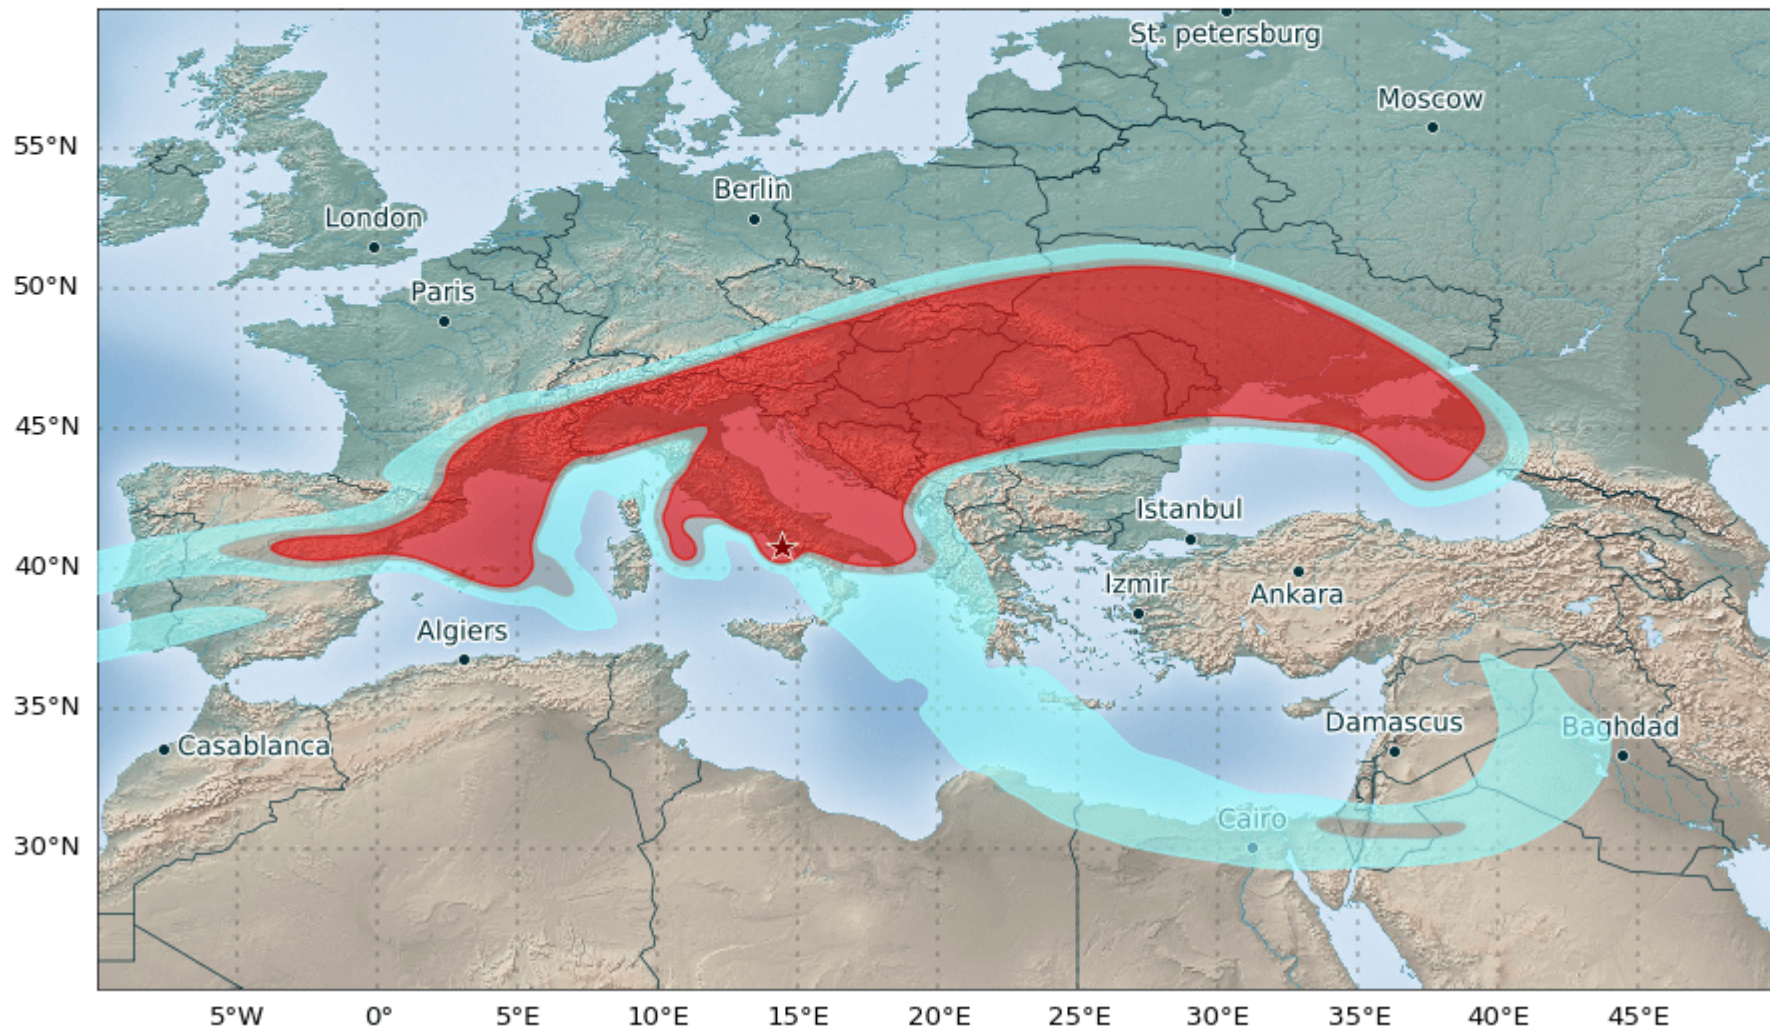 St. petersburg
Moscow
55°N
Berlin
London
50°N
Paris
45°N
Istanbul
40°N
Izmir
Ankara
Algiers
35°N
Damascus
Baghdad
Casablanca
Cairo
30°N
5°W
0°
5°E
10°E
15°E
20°E
25°E
30°E
35°E
40°E
45°E